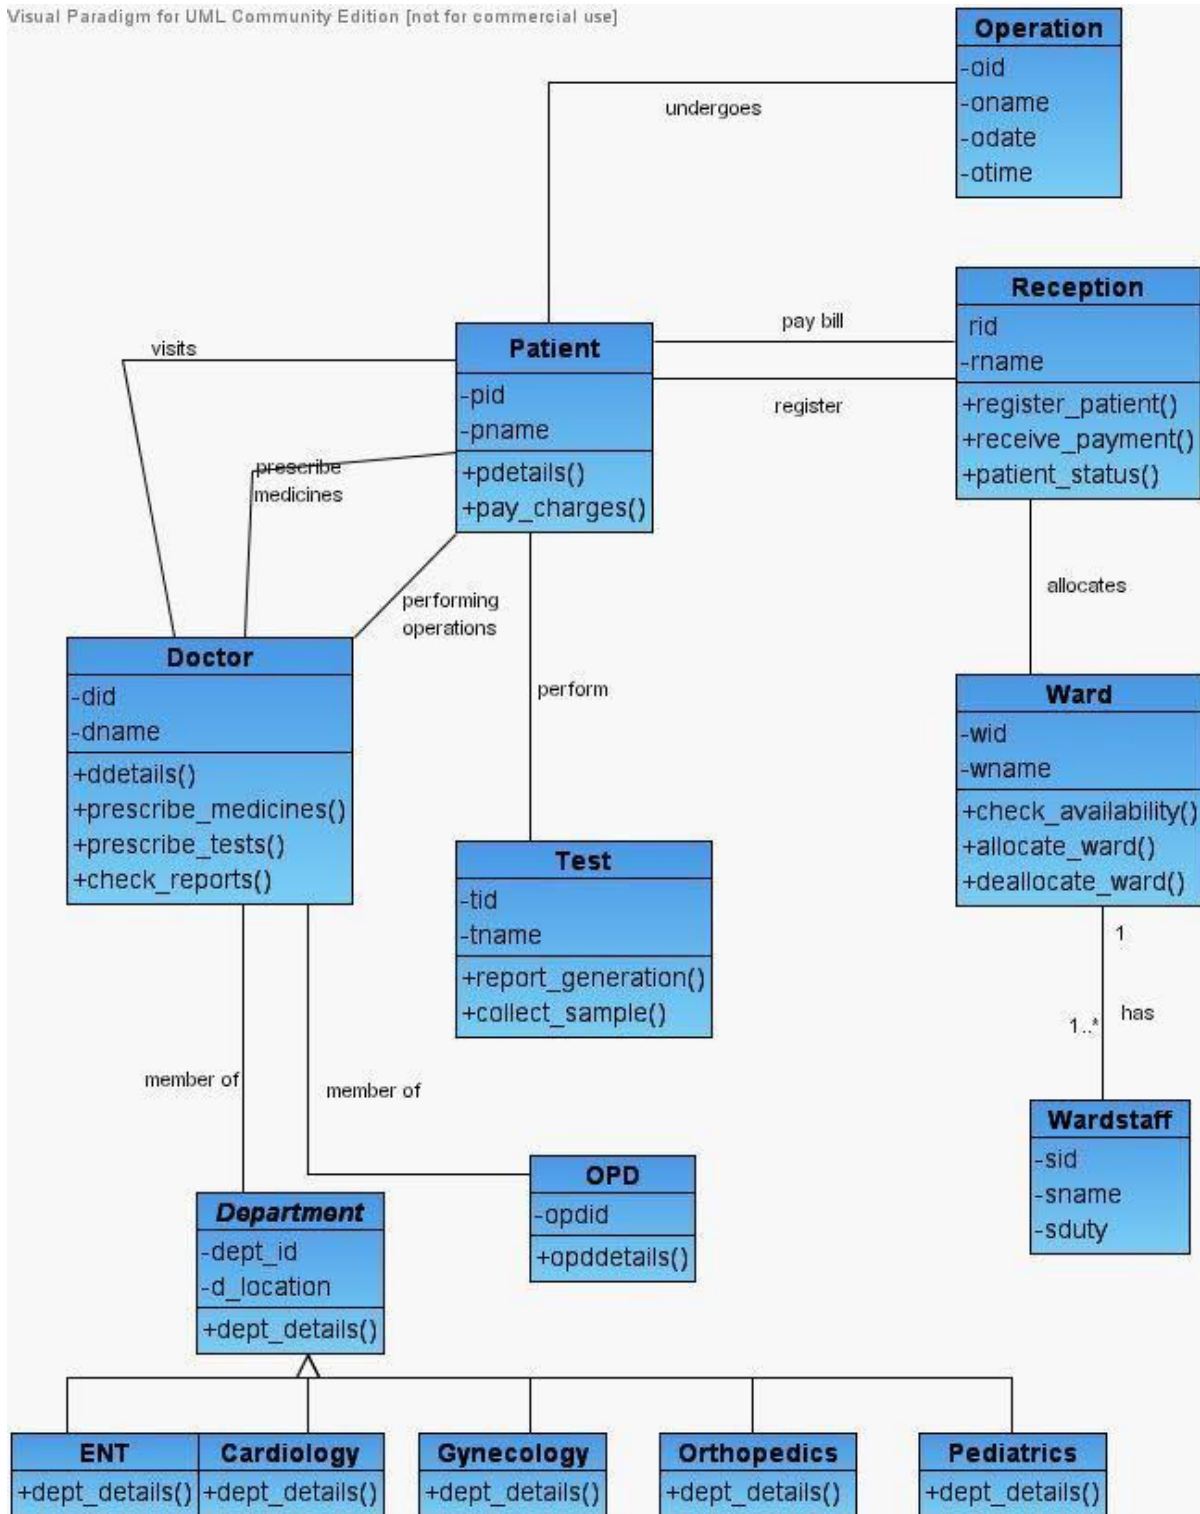 Visual Paradigm for UML Community Edition [not for commercial use]
Operation
-oid
-oname
-odate
-otime
undergoes
Reception
rid
-rname
+register_patient()
+receive_payment()
+patient_status()
pay bill
register
visits
Patient
-pid
-pname
+pdetails()
+pay_charges()
prescribe
medicines
performing
operations
allocates
Doctor
-did
-dname
+ddetails()
+prescribe_medicines()
+prescribe_tests()
+check_reports()
perform
Ward
-wid
-wname
+check_availability()
+allocate_ward()
+deallocate_ward()
Test
-tid
-tname
+report_generation()
+collect_sample()
1
1..*
has
member of
member of
Wardstaff
-sid
-sname
-sduty
OPD
-opdid
+opddetails()
Department
-dept_id
-d_location
+dept_details()
ENT
+dept_details()
Cardiology
+dept_details()
Gynecology
+dept_details()
Orthopedics
+dept_details()
Pediatrics
+dept_details()